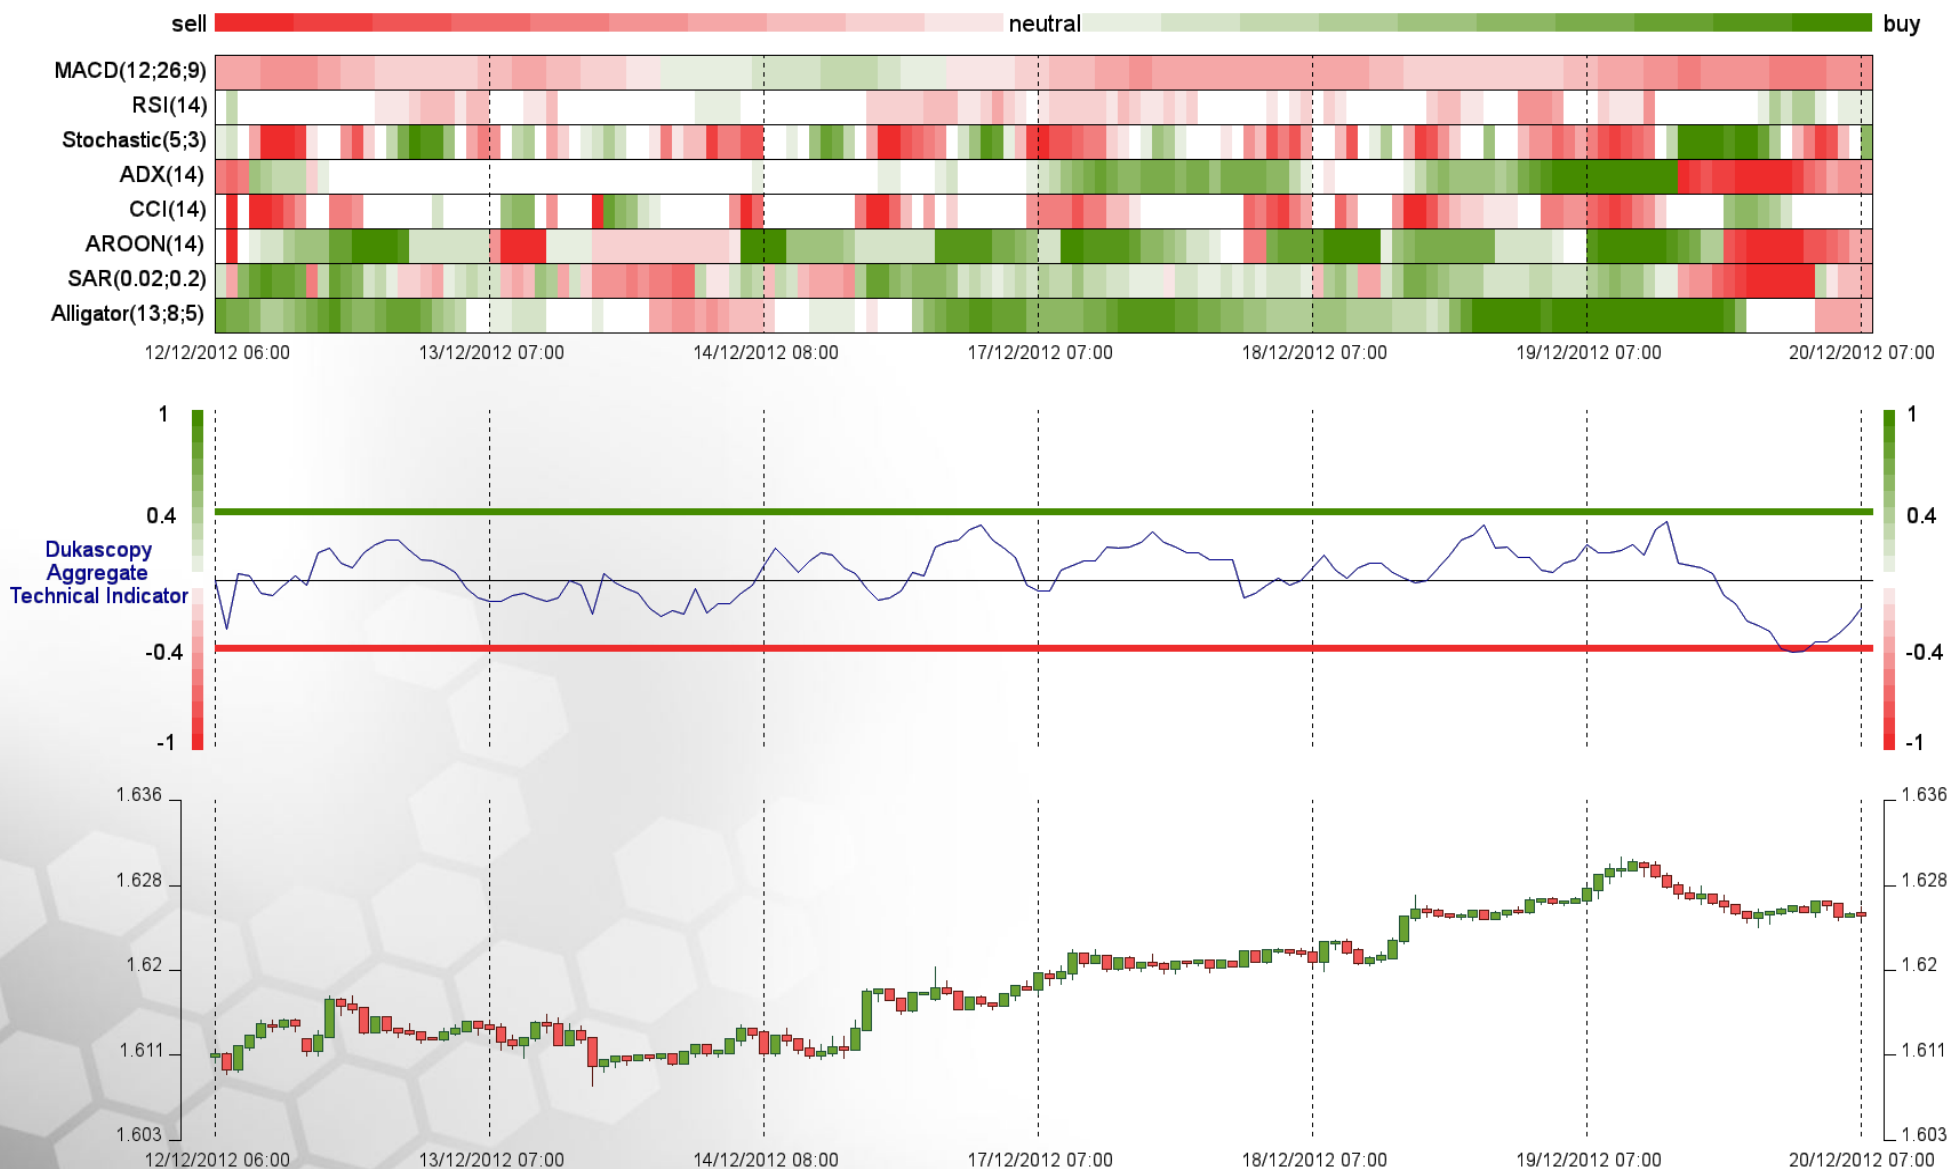 sell neutral buy
MACD(12;26;9)
RSI(14)
Stochastic(5;3)
ADX(14)
CCI(14)
AROON(14)
SAR(0.02;0.2)
Alligator(13;8;5)
12/12/2012 06:00 13/12/2012 07:00 14/12/2012 08:00 17/12/2012 07:00 18/12/2012 07:00 19/12/2012 07:00 20/12/2012 07:00
1 1
0.4 0.4
Dukascopy
Aggregate
Technical Indicator
-0.4 -0.4
-1 -1
1.636 1.636
1.628 1.628
1.62 1.62
1.611 1.611
1.603 1.603
12/12/2012 06:00 13/12/2012 07:00 14/12/2012 08:00 17/12/2012 07:00 18/12/2012 07:00 19/12/2012 07:00 20/12/2012 07:00